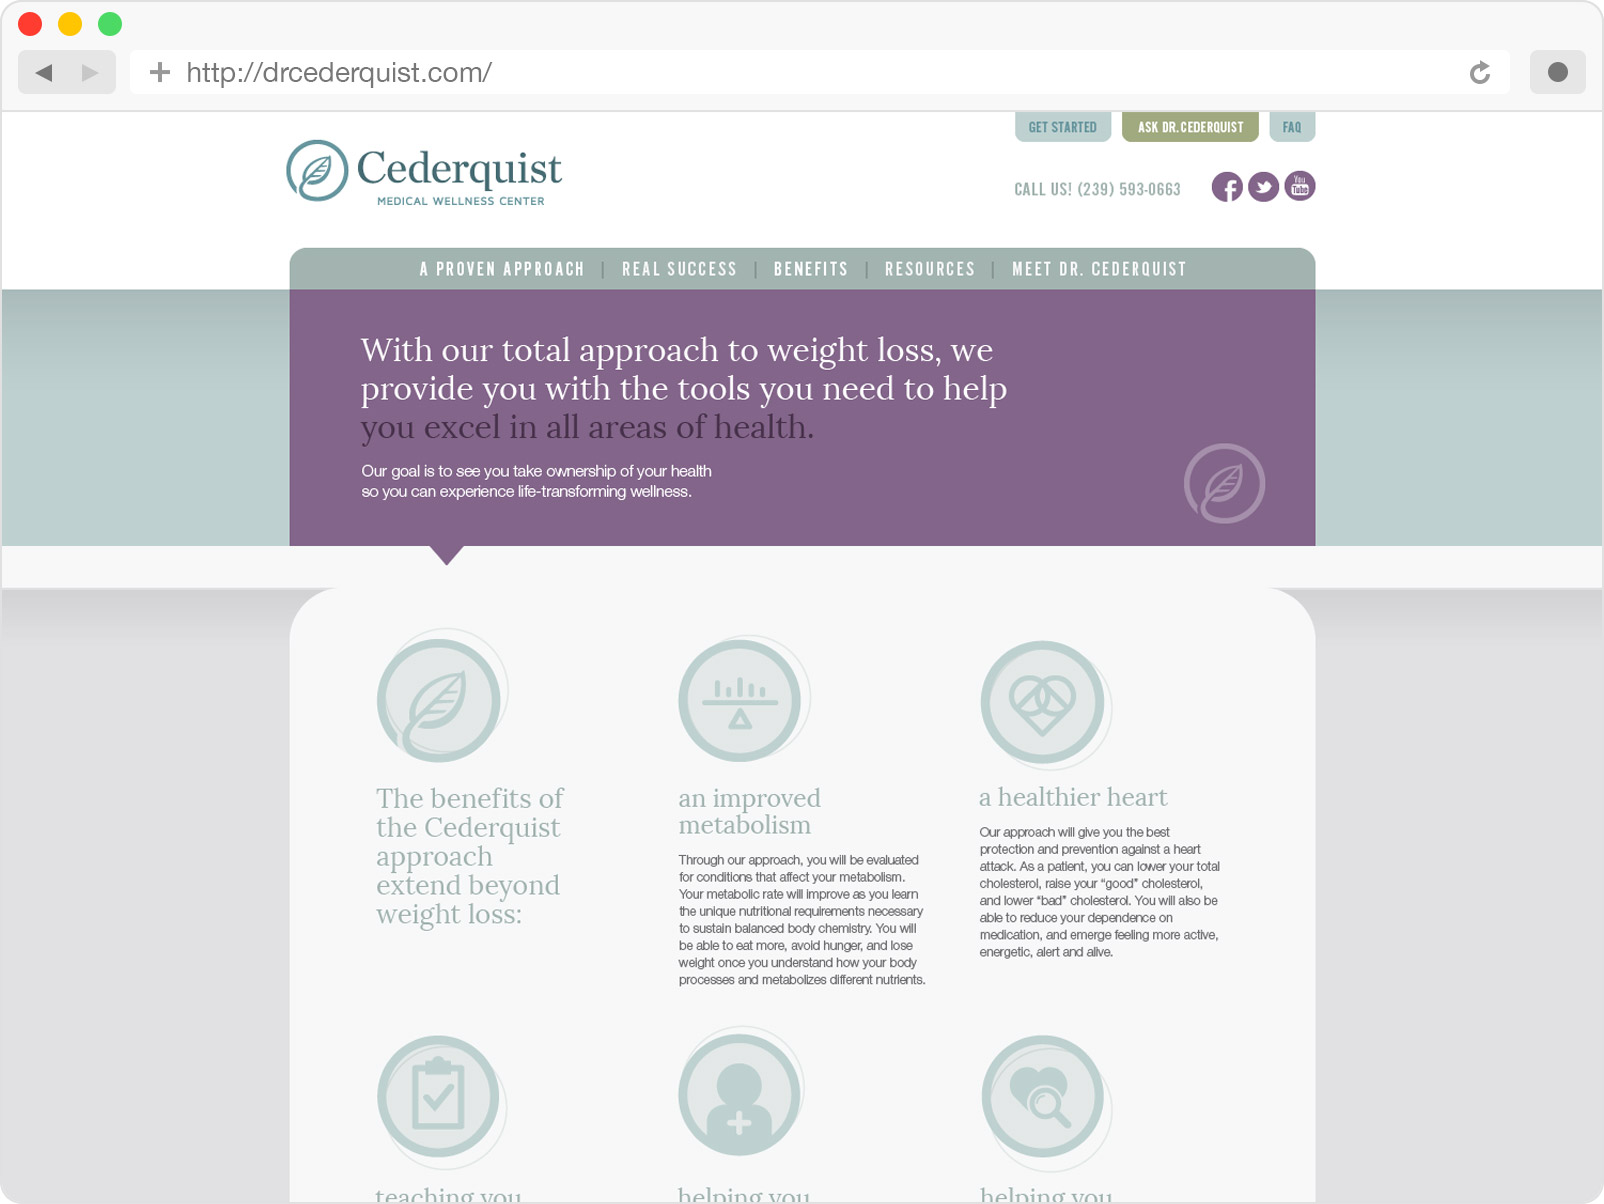 http://drcederquist.com/
GET STARTED
ASK DR. CEDERQUIST
FAQ
Cederquist
MEDICAL WELLNESS CENTER
CALL US! (239) 593-0663
You
Tube
A PROVEN APPROACH | REAL SUCCESS | BENEFITS | RESOURCES | MEET DR. CEDERQUIST
With our total approach to weight loss, we
provide you with the tools you need to help
you excel in all areas of health.
Our goal is to see you take ownership of your health
so you can experience life-transforming wellness.
The benefits of
the Cederquist
approach
extend beyond
weight loss:
an improved
metabolism
Through our approach, you will be evaluated
for conditions that affect your metabolism.
Your metabolic rate will improve as you learn
the unique nutritional requirements necessary
to sustain balanced body chemistry. You will
be able to eat more, avoid hunger, and lose
weight once you understand how your body
processes and metabolizes different nutrients.
a healthier heart
Our approach will give you the best
protection and prevention against a heart
attack. As a patient, you can lower your total
cholesterol, raise your “good” cholesterol,
and lower “bad” cholesterol. You will also be
able to reduce your dependence on
medication, and emerge feeling more active,
energetic, alert and alive.
teaching you
helping you
helping you